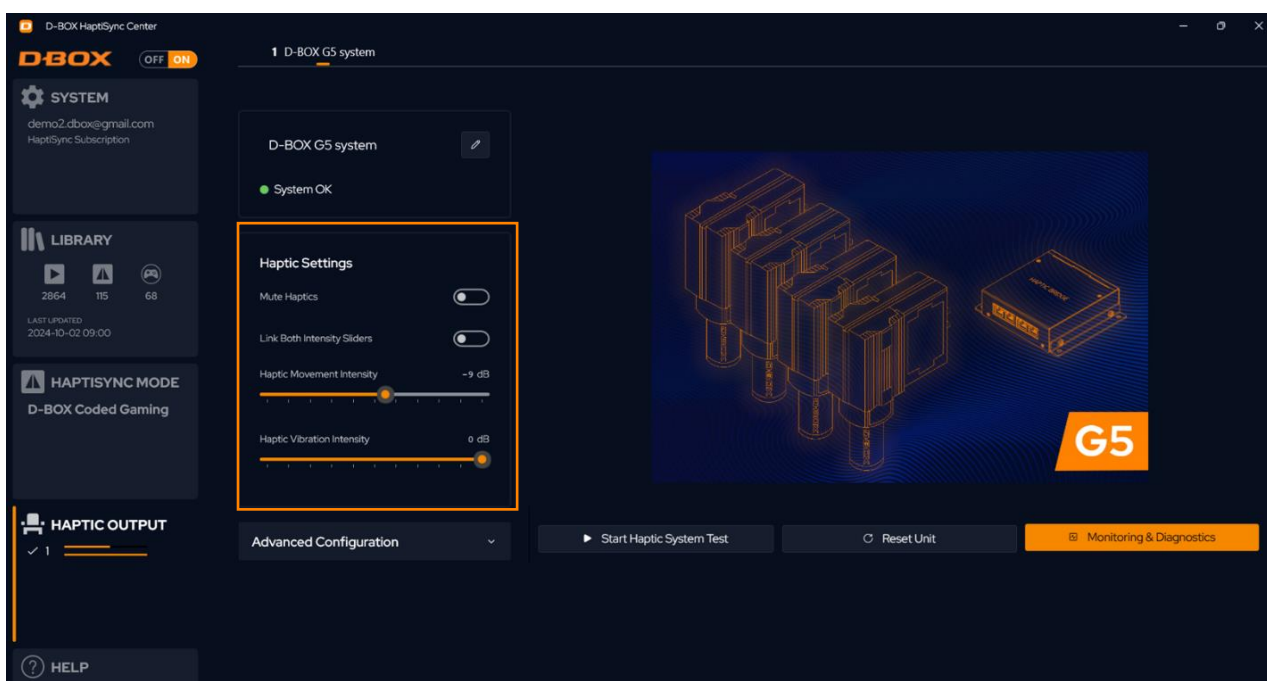 D-BOX HaptiSync Center
D-BOX
OFF ON
1 D-BOX G5 system
SYSTEM
demo2.dbox@gmail.com
HaptiSync Subscription
D-BOX G5 system
System OK
LIBRARY
2864 115 68
LAST UPDATED
2024-10-02 09:00
HAPTISYNC MODE
D-BOX Coded Gaming
HAPTIC OUTPUT
1
HELP
Haptic Settings
Mute Haptics
Link Both Intensity Sliders
Haptic Movement Intensity -9 dB
Haptic Vibration Intensity 0 dB
Advanced Configuration
HAPTIC BRIDGE
G5
Start Haptic System Test
Reset Unit
Monitoring & Diagnostics